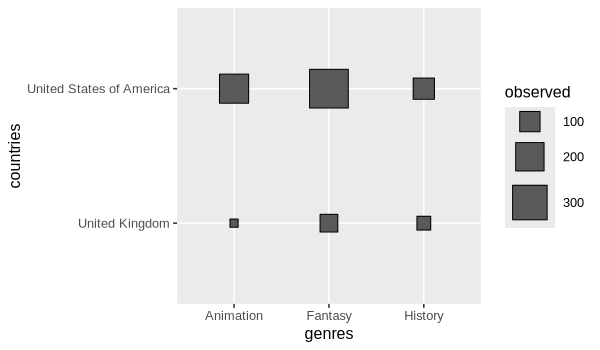 United States of America
United Kingdom
countries
Animation
Fantasy
History
genres
observed
100
200
300